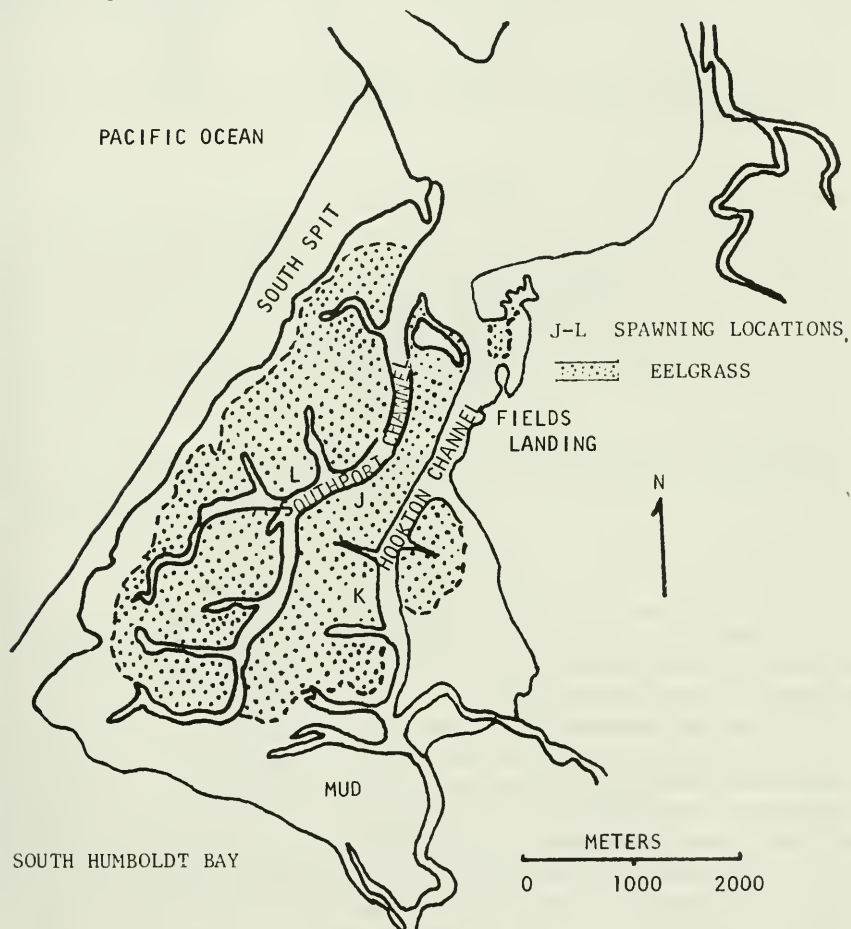 PACIFIC OCEAN
SOUTH SPIT
J-L SPAWNING LOCATIONS,
EELGRASS
SOUTHPORT CHANNEL
HOOKTON CHANNEL
FIELDS
LANDING
L
J
N
K
MUD
SOUTH HUMBOLDT BAY
METERS
0 1000 2000